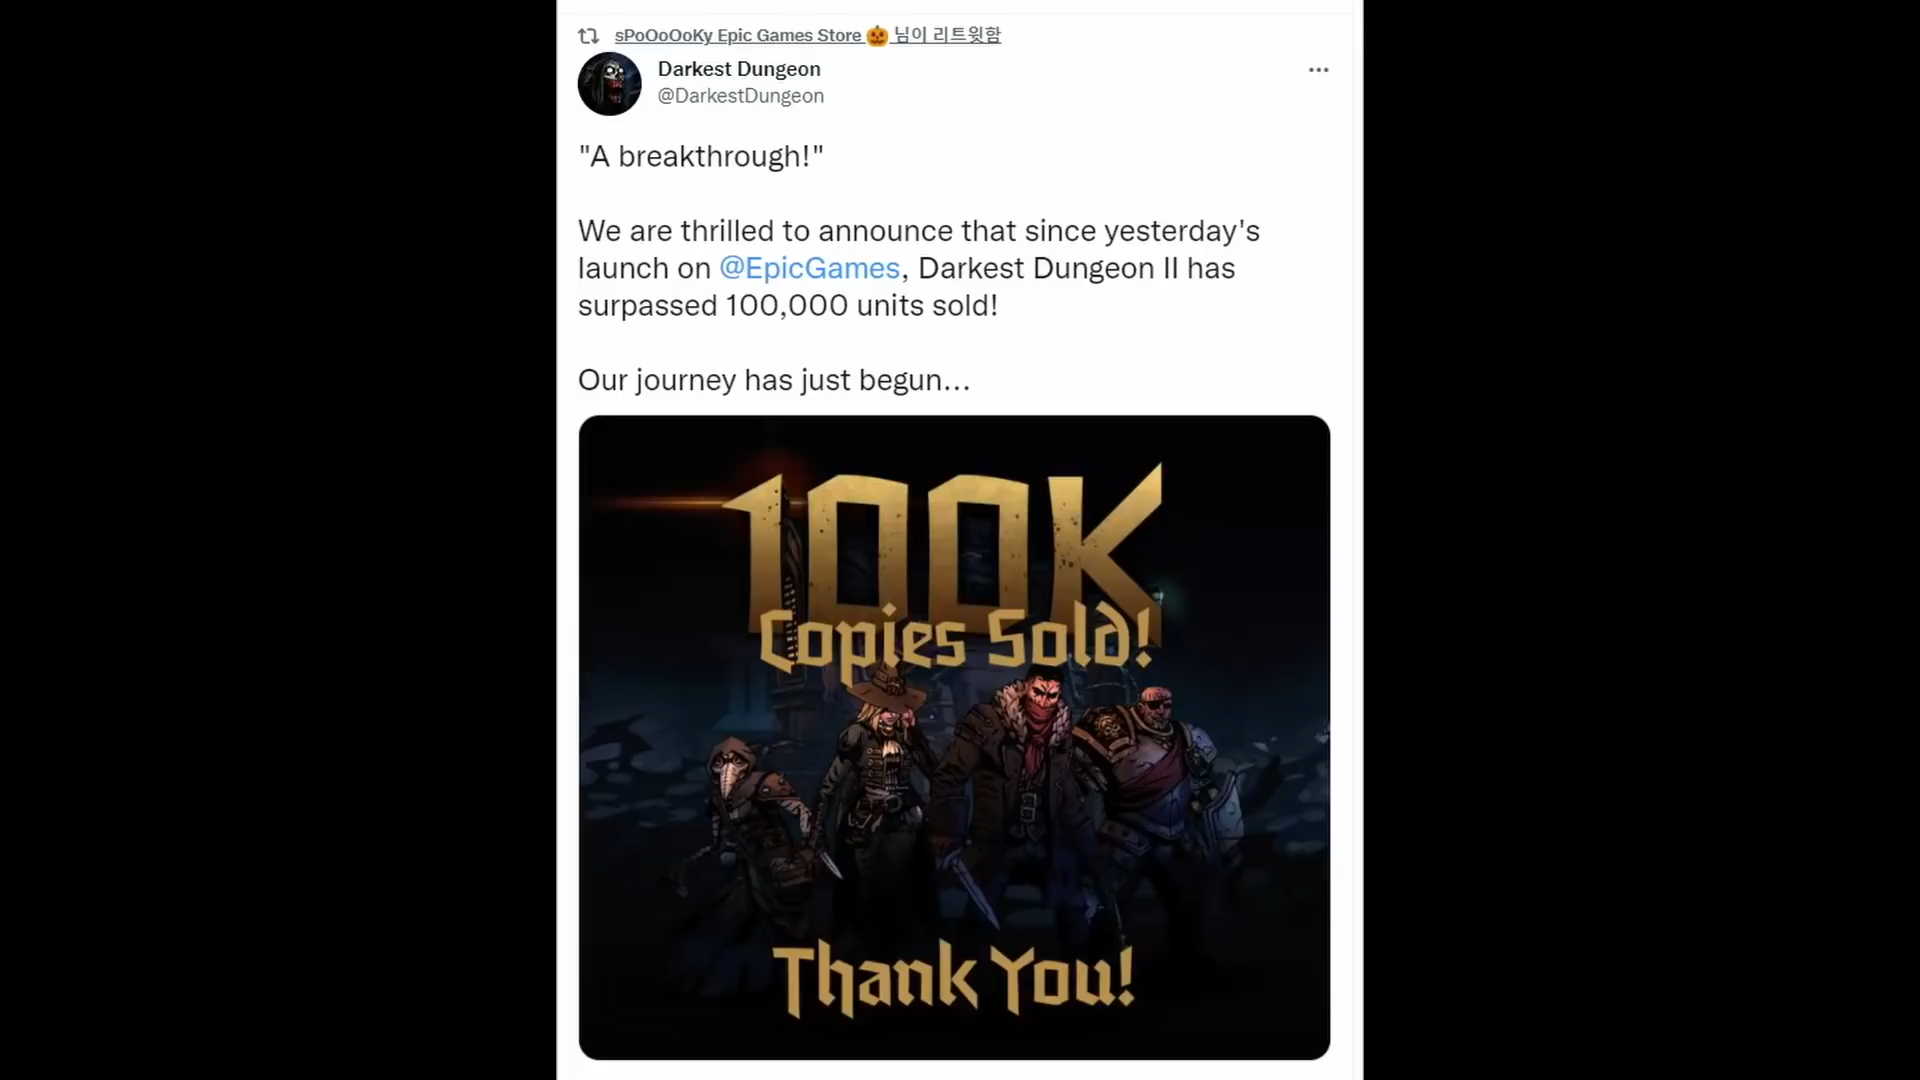 sPoOoOoKy Epic Games Store 🎃 님이 리트윗함
Darkest Dungeon
@DarkestDungeon
"A breakthrough!"
We are thrilled to announce that since yesterday's
launch on @EpicGames, Darkest Dungeon II has
surpassed 100,000 units sold!
Our journey has just begun...
100K
Copies Sold!
Thank You!